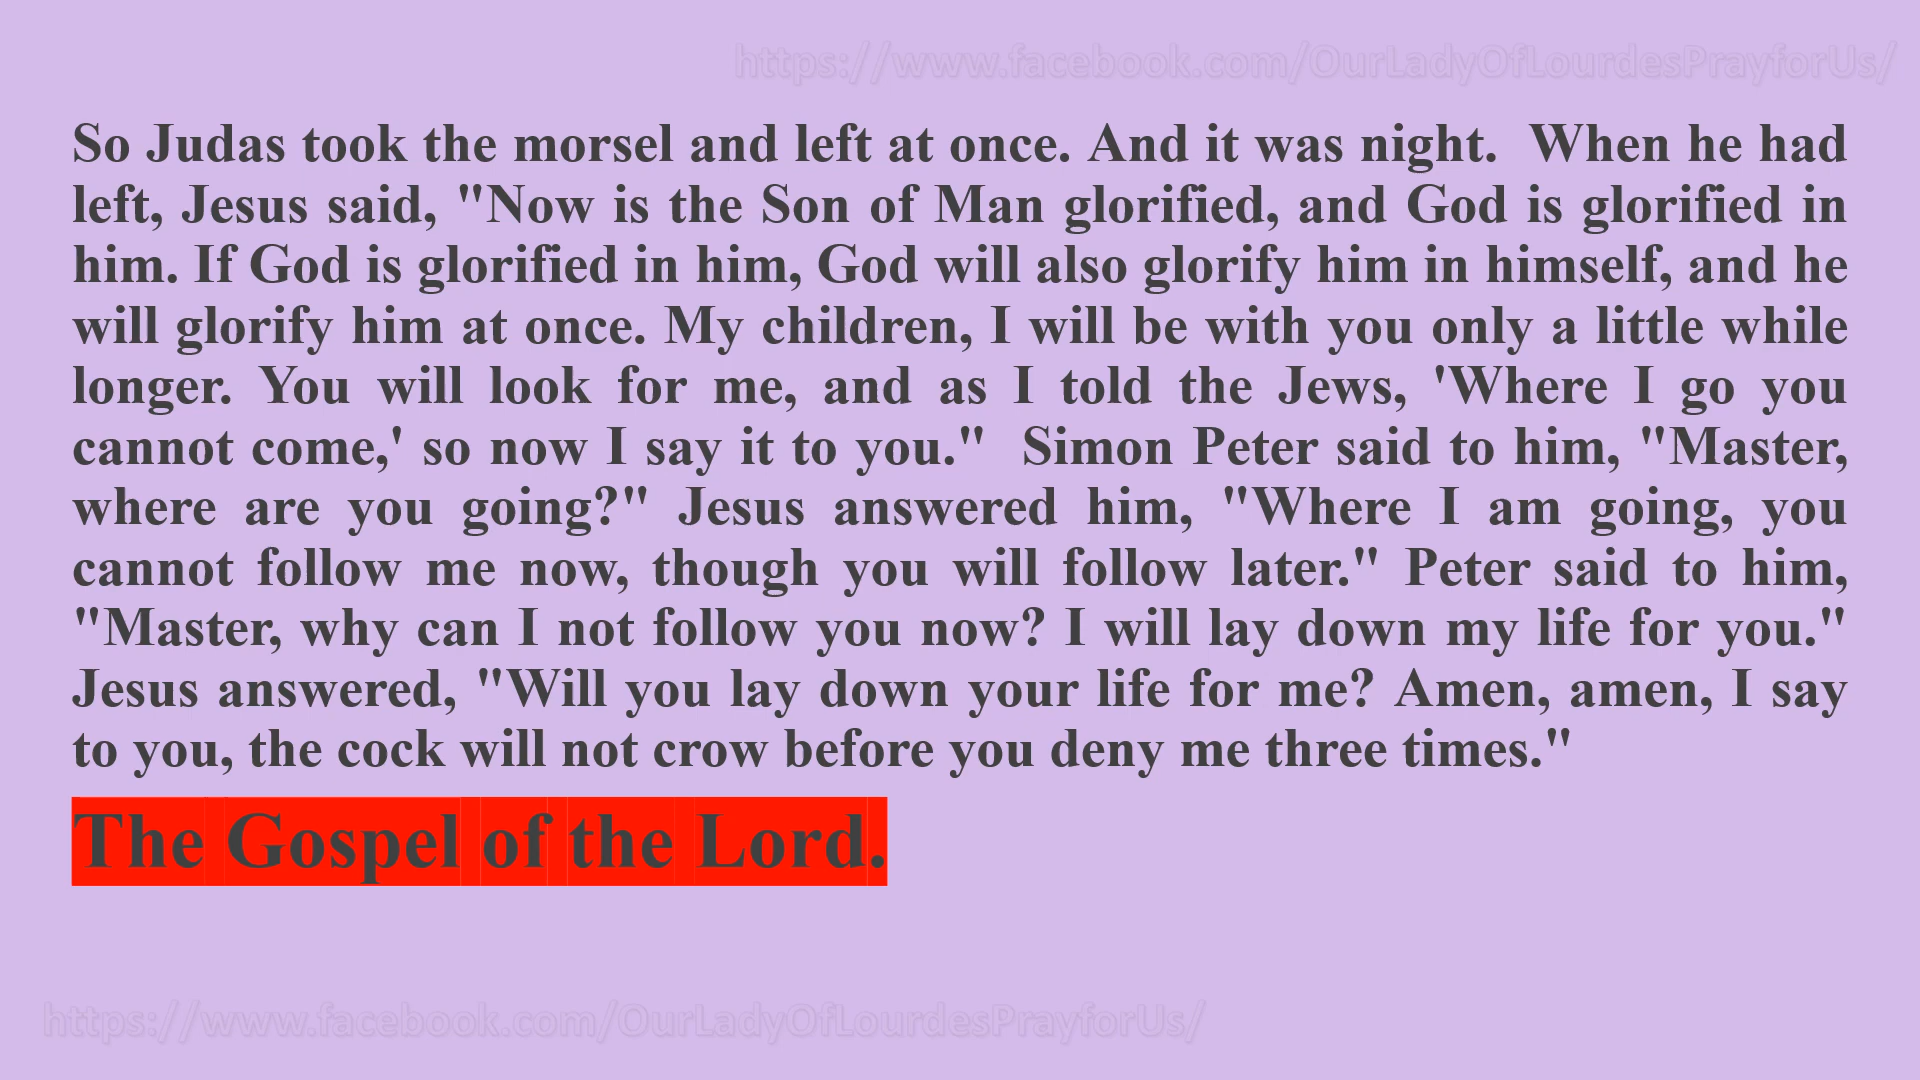 https://www.facebook.com/OurLadyOfLourdesPrayforUs/
So Judas took the morsel and left at once. And it was night.  When he had
left, Jesus said, "Now is the Son of Man glorified, and God is glorified in
him. If God is glorified in him, God will also glorify him in himself, and he
will glorify him at once. My children, I will be with you only a little while
longer. You will look for me, and as I told the Jews, 'Where I go you
cannot come,' so now I say it to you."  Simon Peter said to him, "Master,
where are you going?" Jesus answered him, "Where I am going, you
cannot follow me now, though you will follow later." Peter said to him,
"Master, why can I not follow you now? I will lay down my life for you."
Jesus answered, "Will you lay down your life for me? Amen, amen, I say
to you, the cock will not crow before you deny me three times."
The Gospel of the Lord.
https://www.facebook.com/OurLadyOfLourdesPrayforUs/